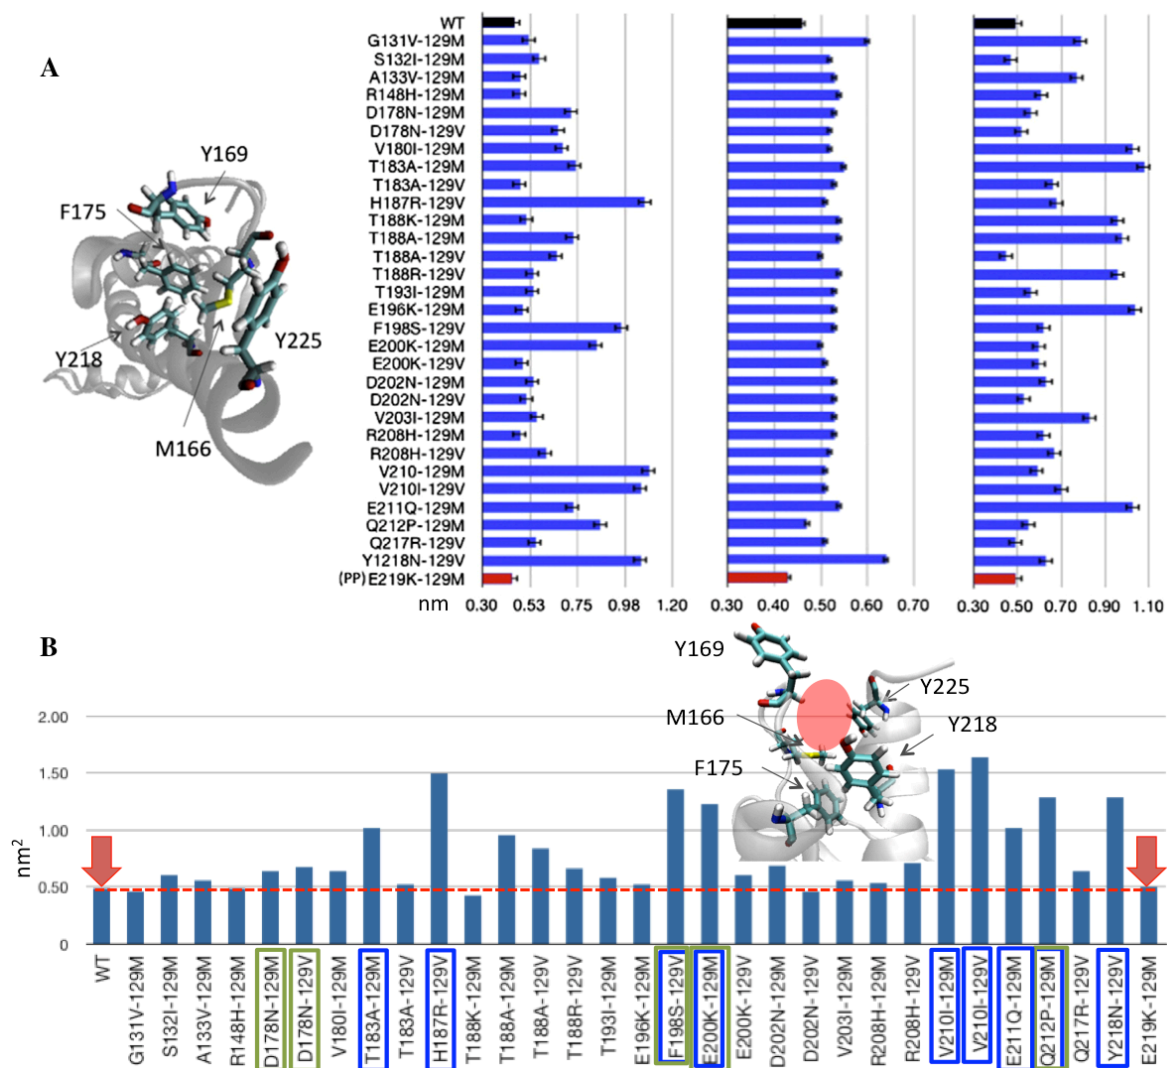 A
Y169
F175
Y218
Y225
M166
WT
G131V-129M
S132I-129M
A133V-129M
R148H-129M
D178N-129M
D178N-129V
V180I-129M
T183A-129M
T183A-129V
H187R-129V
T188K-129M
T188A-129M
T188A-129V
T188R-129V
T193I-129M
E196K-129M
F198S-129V
E200K-129M
E200K-129V
D202N-129M
D202N-129V
V203I-129M
R208H-129M
R208H-129V
V210-129M
V210I-129V
E211Q-129M
Q212P-129M
Q217R-129V
Y1218N-129V
(PP) E219K-129M
nm 0.30 0.53 0.75 0.98 1.20
0.30 0.40 0.50 0.60 0.70
0.30 0.50 0.70 0.90 1.10
B
Y169
Y225
M166
Y218
F175
nm²
2.00
1.50
1.00
0.50
0
WT
G131V-129M
S132I-129M
A133V-129M
R148H-129M
D178N-129M
D178N-129V
V180I-129M
T183A-129M
T183A-129V
H187R-129V
T188K-129M
T188A-129M
T188A-129V
T188R-129V
T193I-129M
E196K-129M
F198S-129V
E200K-129M
E200K-129V
D202N-129M
D202N-129V
V203I-129M
R208H-129M
R208H-129V
V210I-129M
V210I-129V
E211Q-129M
Q212P-129M
Q217R-129V
Y218N-129V
E219K-129M